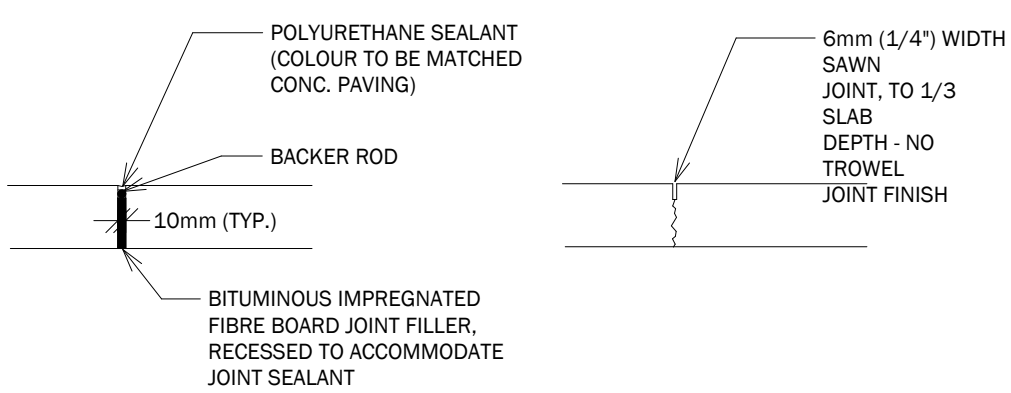 POLYURETHANE SEALANT
(COLOUR TO BE MATCHED
CONC. PAVING)
BACKER ROD
10mm (TYP.)
BITUMINOUS IMPREGNATED
FIBRE BOARD JOINT FILLER,
RECESSED TO ACCOMMODATE
JOINT SEALANT
6mm (1/4") WIDTH
SAWN
JOINT, TO 1/3
SLAB
DEPTH - NO
TROWEL
JOINT FINISH